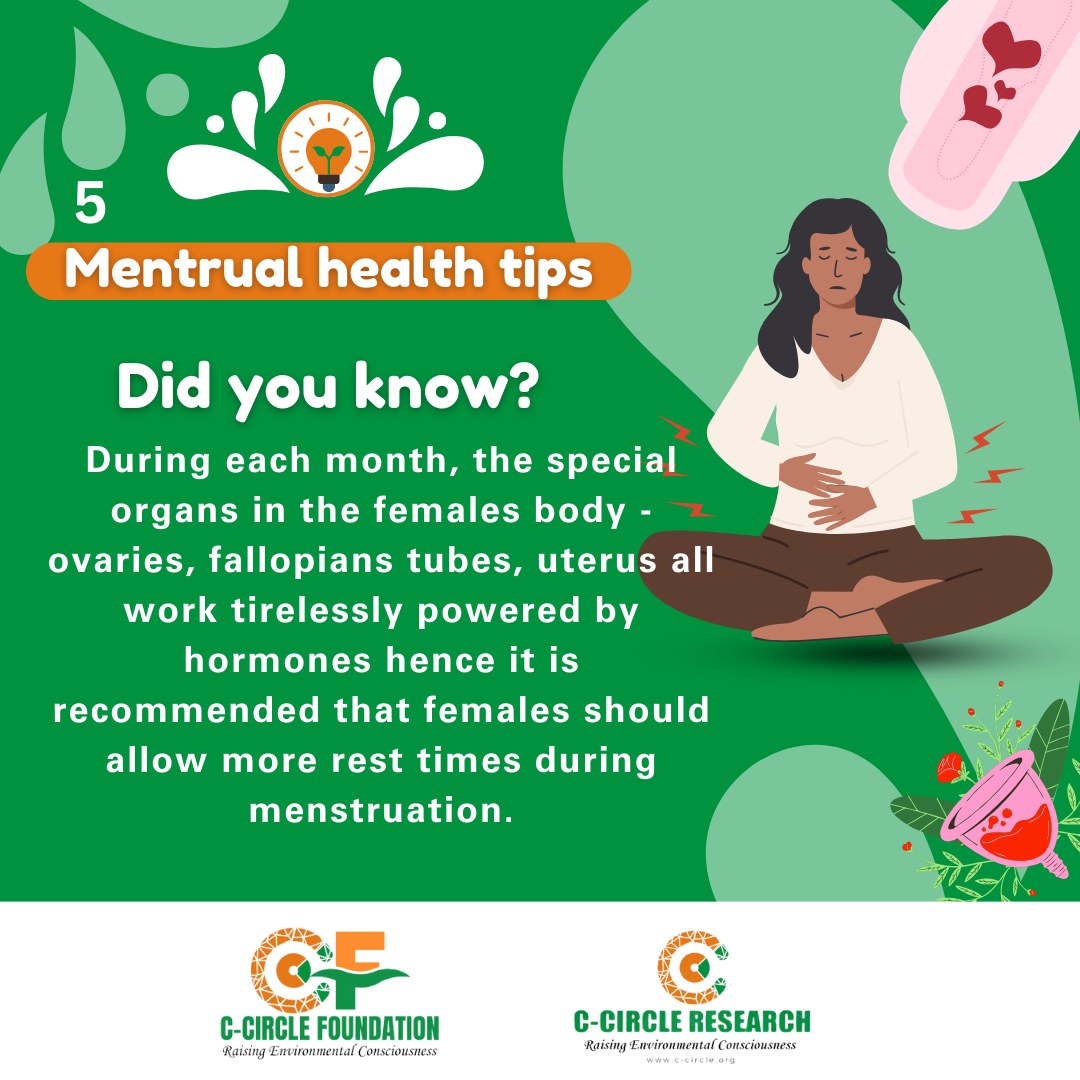 5
Mentrual health tips
Did you know?
During each month, the special
organs in the females body -
ovaries, fallopians tubes, uterus all
work tirelessly powered by
hormones hence it is
recommended that females should
allow more rest times during
menstruation.
CF
C-CIRCLE FOUNDATION
Raising Environmental Consciousness
C
C-CIRCLE RESEARCH
Raising Environmental Consciousness
www.c-circle.org